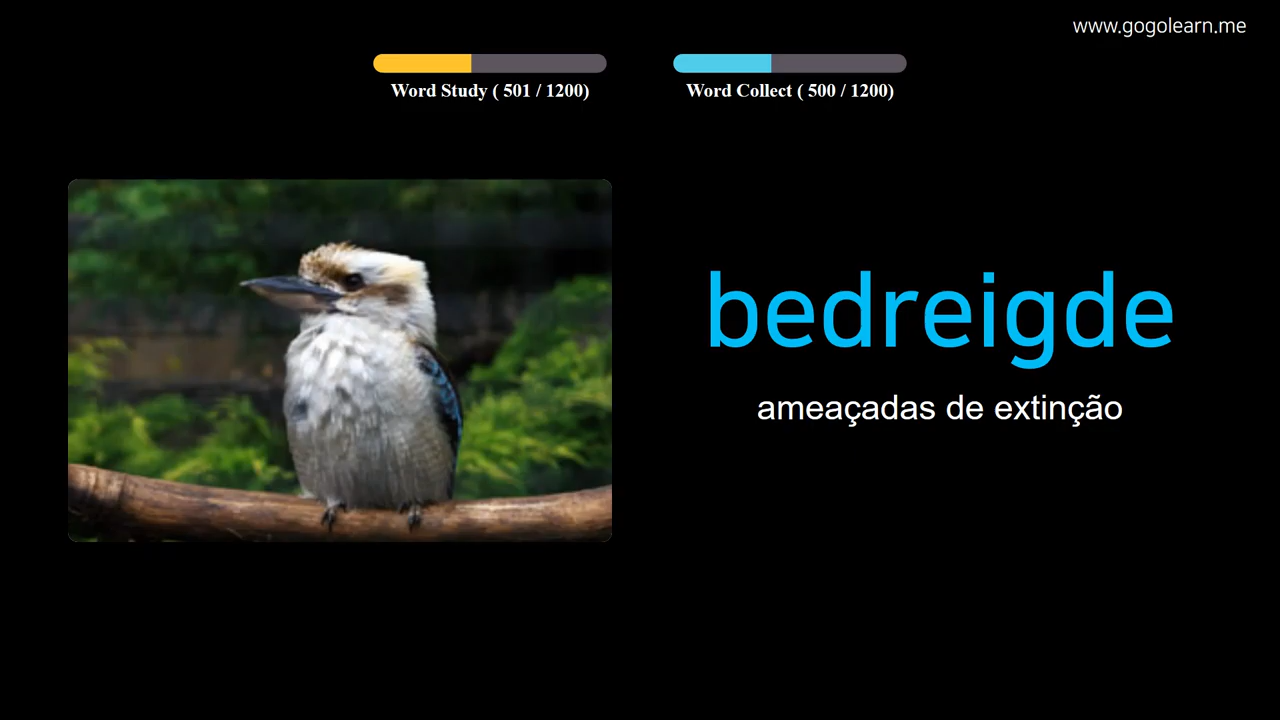 www.gogolearn.me
Word Study ( 501 / 1200)
Word Collect ( 500 / 1200)
bedreigde
ameaçadas de extinção